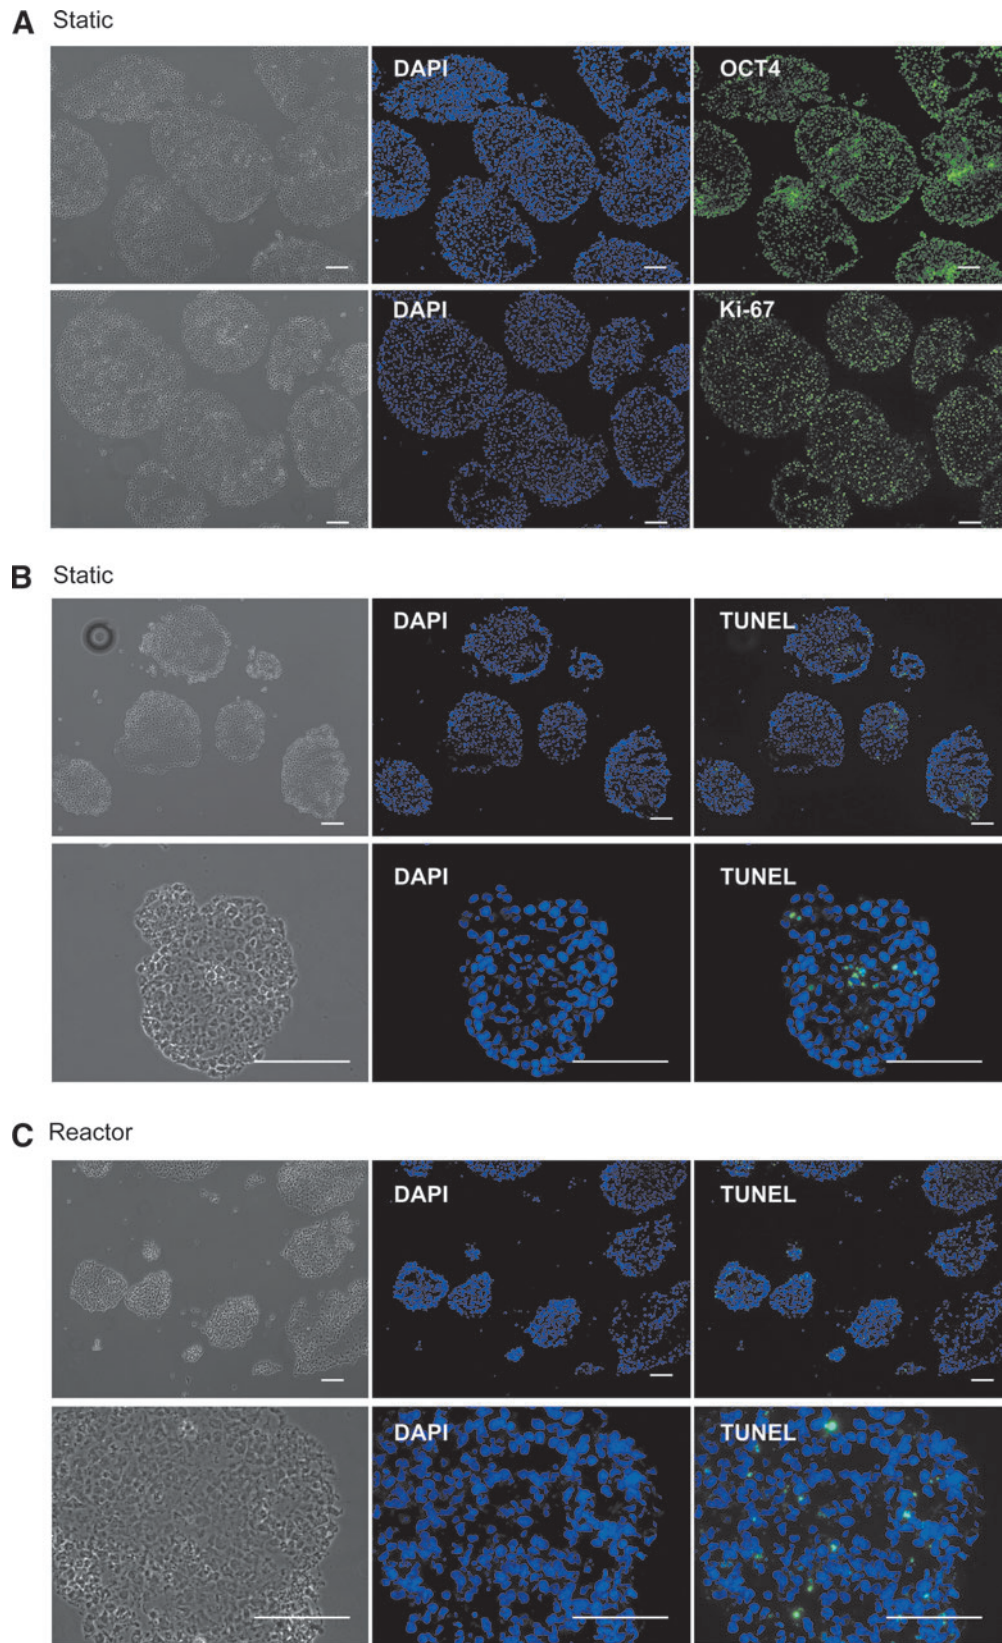 A Static
DAPI
OCT4
DAPI
Ki-67
B Static
DAPI
TUNEL
DAPI
TUNEL
C Reactor
DAPI
TUNEL
DAPI
TUNEL